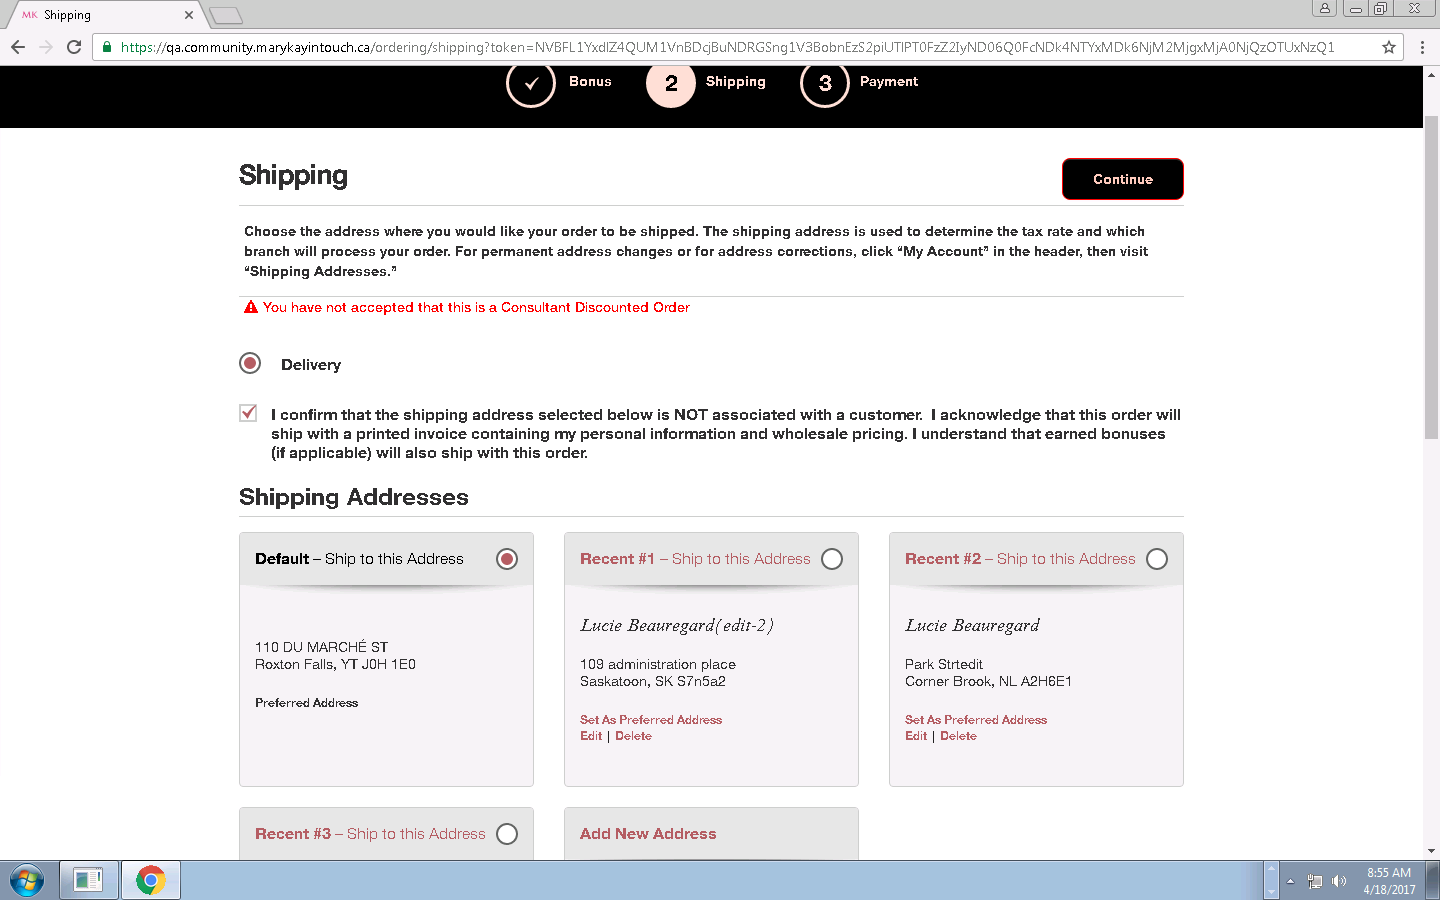 MK Shipping
https://qa.community.marykayintouch.ca/ordering/shipping?token=
Bonus
2 Shipping
3 Payment
Shipping
Continue
Choose the address where you would like your order to be shipped. The shipping address is used to determine the tax rate and which
branch will process your order. For permanent address changes or for address corrections, click “My Account” in the header, then visit
“Shipping Addresses.”
You have not accepted that this is a Consultant Discounted Order
Delivery
I confirm that the shipping address selected below is NOT associated with a customer. I acknowledge that this order will
ship with a printed invoice containing my personal information and wholesale pricing. I understand that earned bonuses
(if applicable) will also ship with this order.
Shipping Addresses
Default – Ship to this Address
110 DU MARCHÉ ST
Roxton Falls, YT J0H 1E0
Preferred Address
Recent #1 – Ship to this Address
Lucie Beauregard(edit-2)
109 administration place
Saskatoon, SK S7n5a2
Set As Preferred Address
Edit | Delete
Recent #2 – Ship to this Address
Lucie Beauregard
Park Strtedit
Corner Brook, NL A2H6E1
Set As Preferred Address
Edit | Delete
Recent #3 – Ship to this Address
Add New Address
8:55 AM
4/18/2017